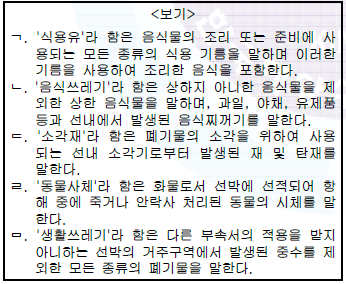 <보기>
ㄱ. '식용유'라 함은 음식물의 조리 또는 준비에 사
용되는 모든 종류의 식용 기름을 말하며 이러한
기름을 사용하여 조리한 음식을 포함한다.
ㄴ. '음식쓰레기'라 함은 상하지 아니한 음식물을 제
외한 상한 음식물을 말하며, 과일, 야채, 유제품
등과 선내에서 발생된 음식찌꺼기를 말한다.
ㄷ. '소각재'라 함은 폐기물의 소각을 위하여 사용
되는 선내 소각기로부터 발생된 재 및 탄재를
말한다.
ㄹ. '동물사체'라 함은 화물로서 선박에 선적되어 항
해 중에 죽거나 안락사 처리된 동물의 시체를 말
한다.
ㅁ. '생활쓰레기'라 함은 다른 부속서의 적용을 받지
아니하는 선박의 거주구역에서 발생된 중수를 제
외한 모든 종류의 폐기물을 말한다.